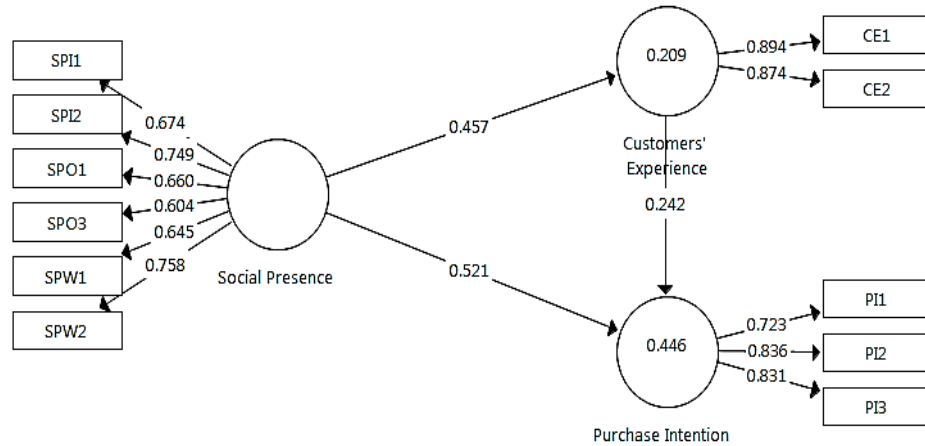 SPI1
SPI2
SPO1
SPO3
SPW1
SPW2
0.674
0.749
0.660
0.604
0.645
0.758
Social Presence
0.457
0.521
0.209
Customers'
Experience
0.242
0.446
Purchase Intention
0.894
0.874
CE1
CE2
0.723
0.836
0.831
PI1
PI2
PI3